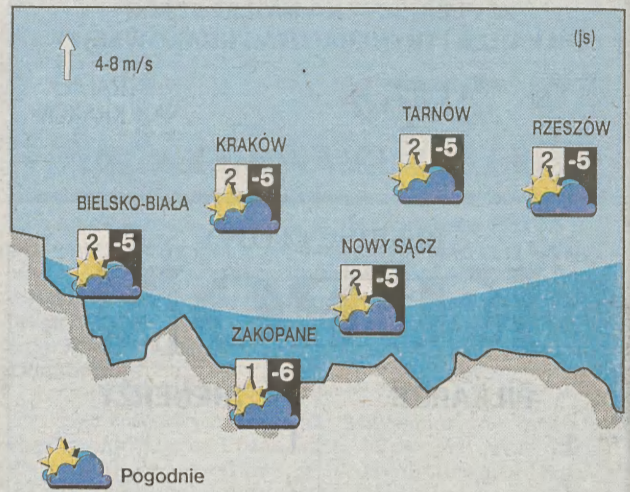 (js)
4-8 m/s
TARNÓW
2 -5
RZESZÓW
2 -5
KRAKÓW
2 -5
BIELSKO-BIAŁA
2 -5
NOWY SĄCZ
2 -5
ZAKOPANE
1 -6
Pogodnie